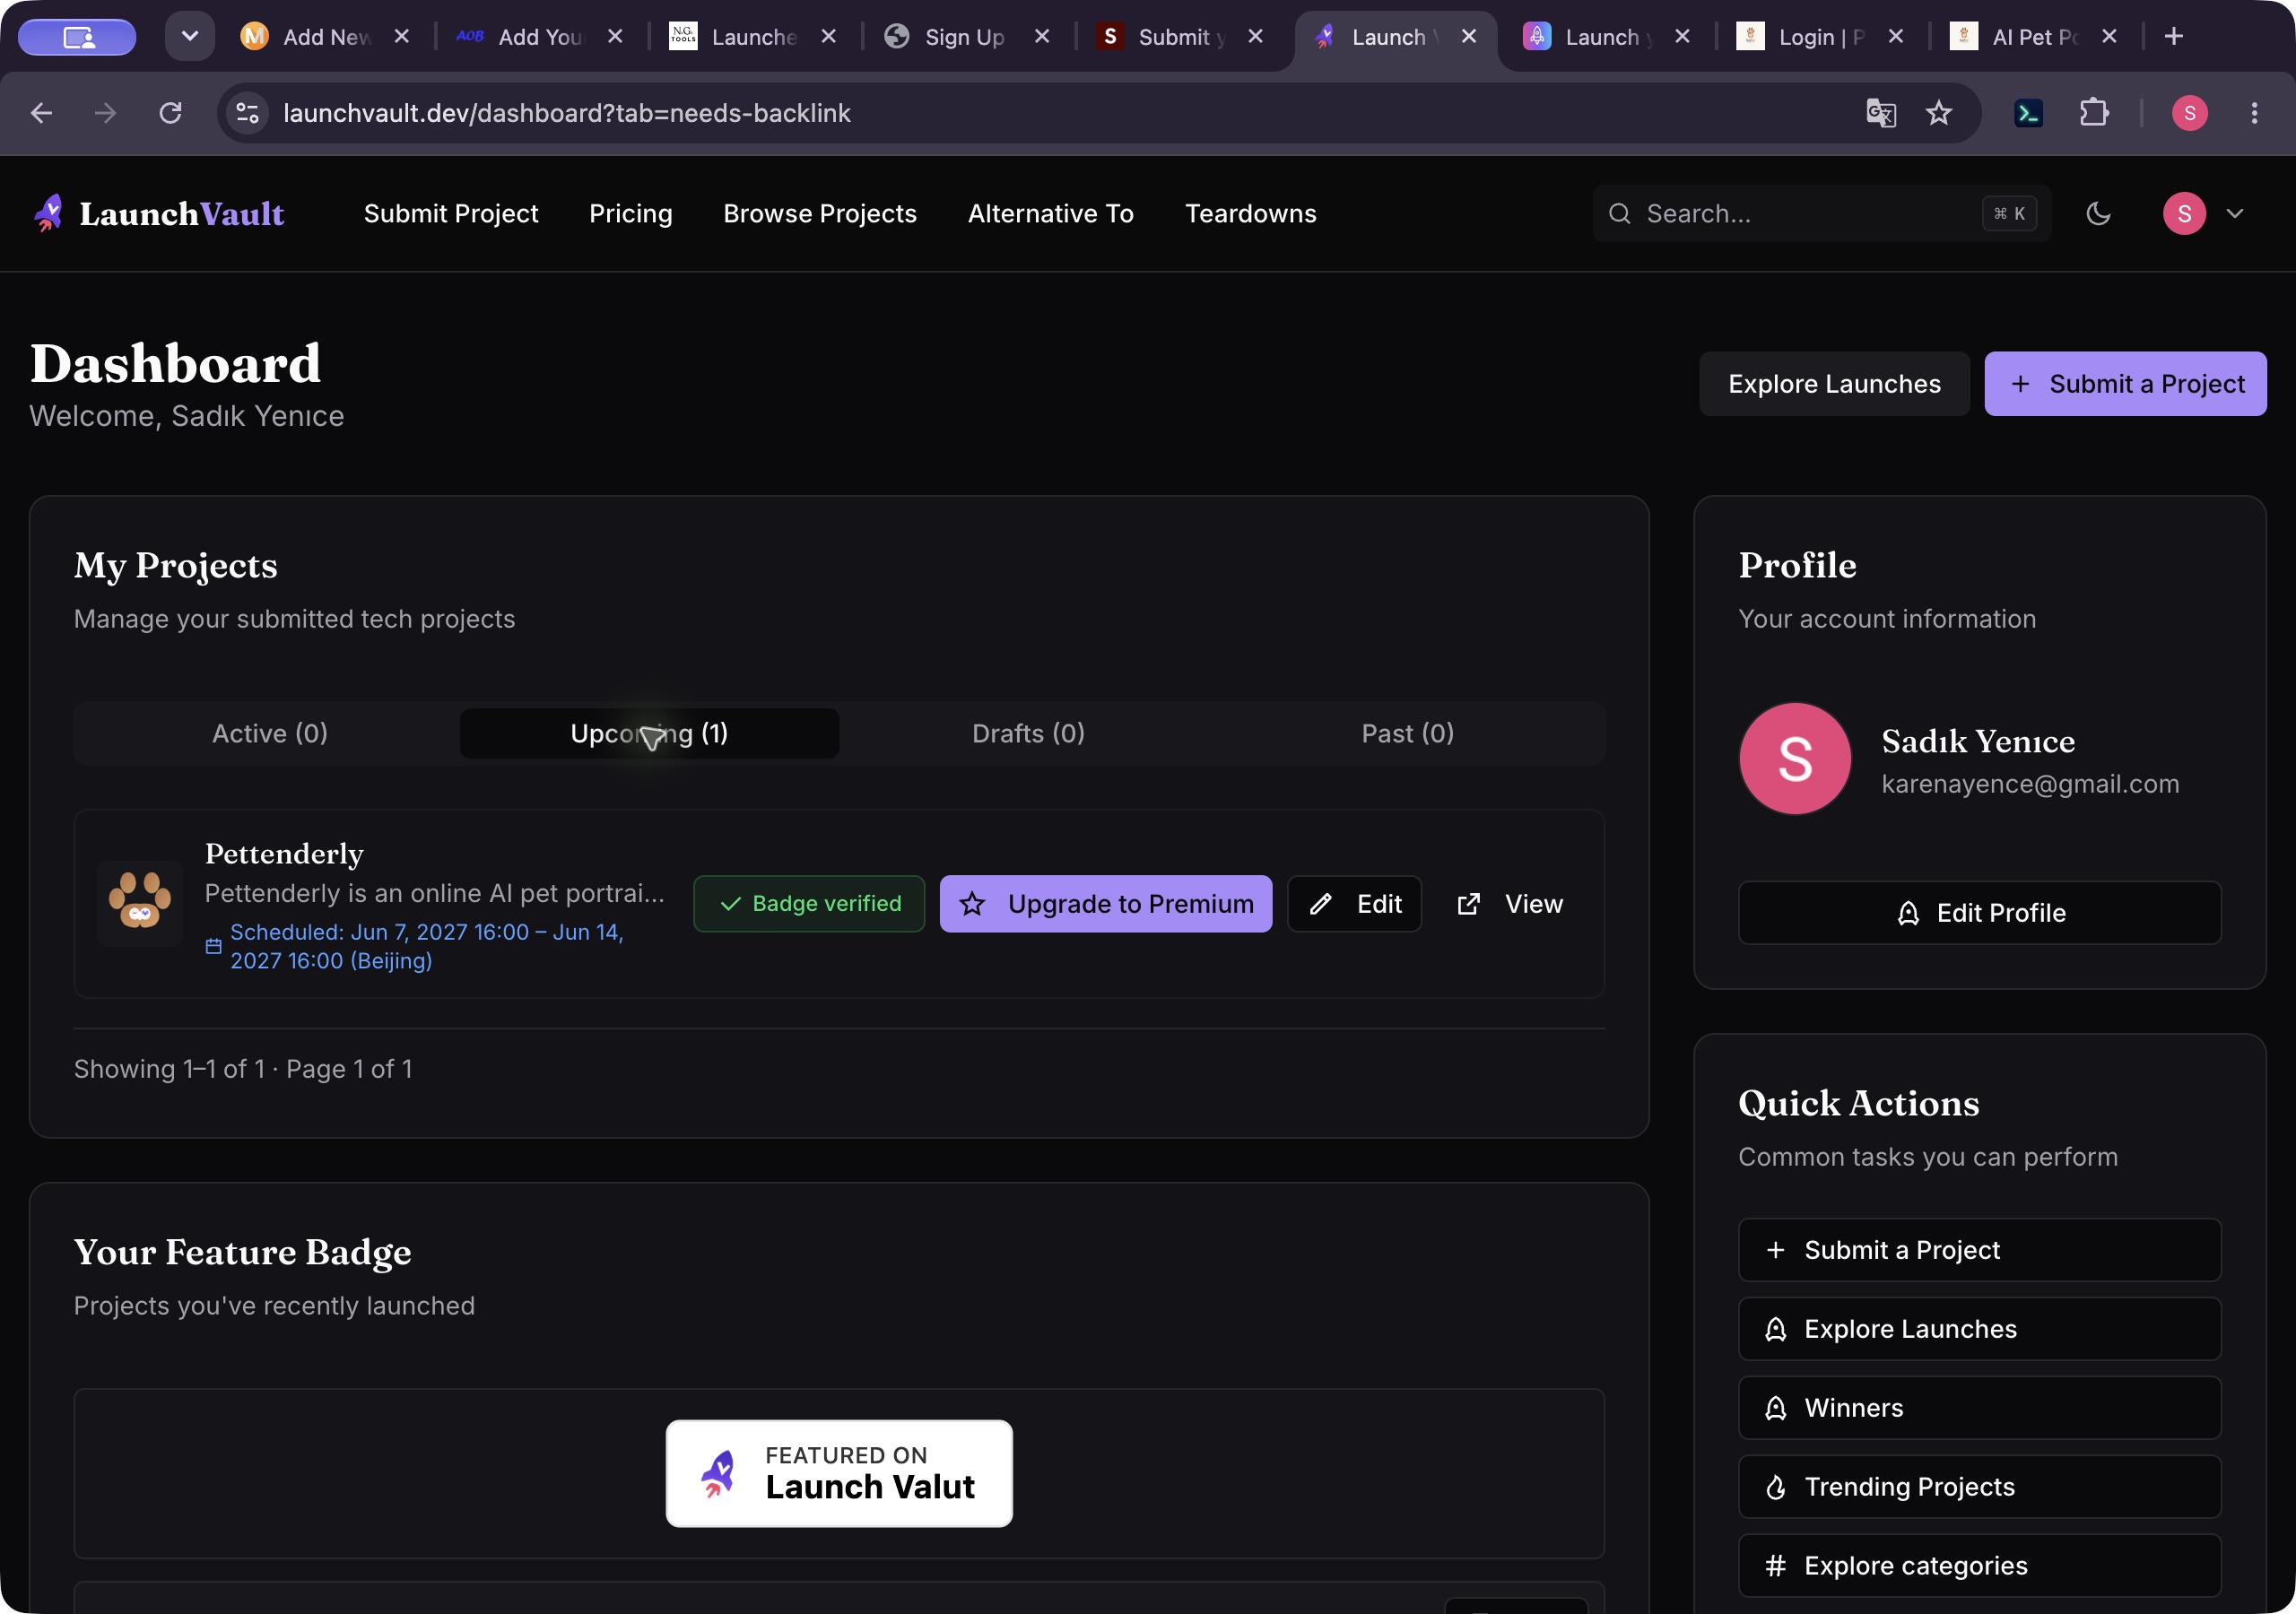 Add New
AOB Add You
N.G. TOOLS Launche
Sign Up
S Submit y
Launch V
Launch y
Login | P
AI Pet Po
launchvault.dev/dashboard?tab=needs-backlink
S
LaunchVault
Submit Project
Pricing
Browse Projects
Alternative To
Teardowns
Search...
⌘ K
S
Dashboard
Welcome, Sadık Yenıce
Explore Launches
+ Submit a Project
My Projects
Manage your submitted tech projects
Active (0)
Upcoming (1)
Drafts (0)
Past (0)
Pettenderly
Pettenderly is an online AI pet portrai...
Scheduled: Jun 7, 2027 16:00 – Jun 14,
2027 16:00 (Beijing)
Badge verified
Upgrade to Premium
Edit
View
Showing 1–1 of 1 · Page 1 of 1
Your Feature Badge
Projects you've recently launched
FEATURED ON
Launch Valut
Profile
Your account information
S
Sadık Yenıce
karenayence@gmail.com
Edit Profile
Quick Actions
Common tasks you can perform
+ Submit a Project
Explore Launches
Winners
Trending Projects
# Explore categories